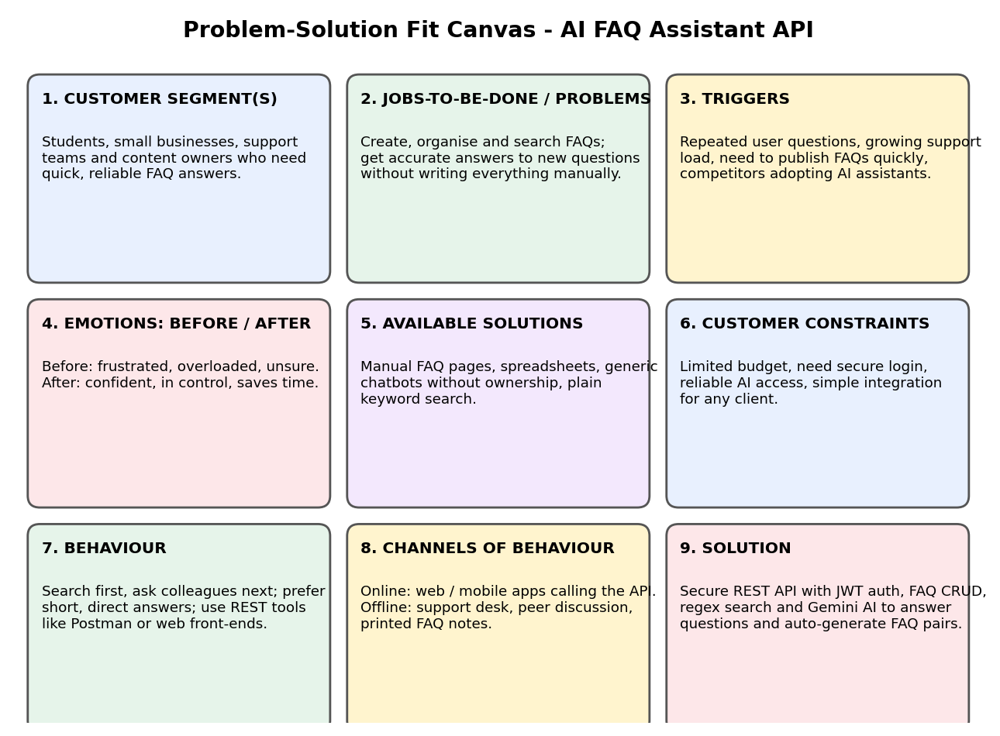 Problem-Solution Fit Canvas - AI FAQ Assistant API
1. CUSTOMER SEGMENT(S)
Students, small businesses, support
teams and content owners who need
quick, reliable FAQ answers.
2. JOBS-TO-BE-DONE / PROBLEMS
Create, organise and search FAQs;
get accurate answers to new questions
without writing everything manually.
3. TRIGGERS
Repeated user questions, growing support
load, need to publish FAQs quickly,
competitors adopting AI assistants.
4. EMOTIONS: BEFORE / AFTER
Before: frustrated, overloaded, unsure.
After: confident, in control, saves time.
5. AVAILABLE SOLUTIONS
Manual FAQ pages, spreadsheets, generic
chatbots without ownership, plain
keyword search.
6. CUSTOMER CONSTRAINTS
Limited budget, need secure login,
reliable AI access, simple integration
for any client.
7. BEHAVIOUR
Search first, ask colleagues next; prefer
short, direct answers; use REST tools
like Postman or web front-ends.
8. CHANNELS OF BEHAVIOUR
Online: web / mobile apps calling the API.
Offline: support desk, peer discussion,
printed FAQ notes.
9. SOLUTION
Secure REST API with JWT auth, FAQ CRUD,
regex search and Gemini AI to answer
questions and auto-generate FAQ pairs.